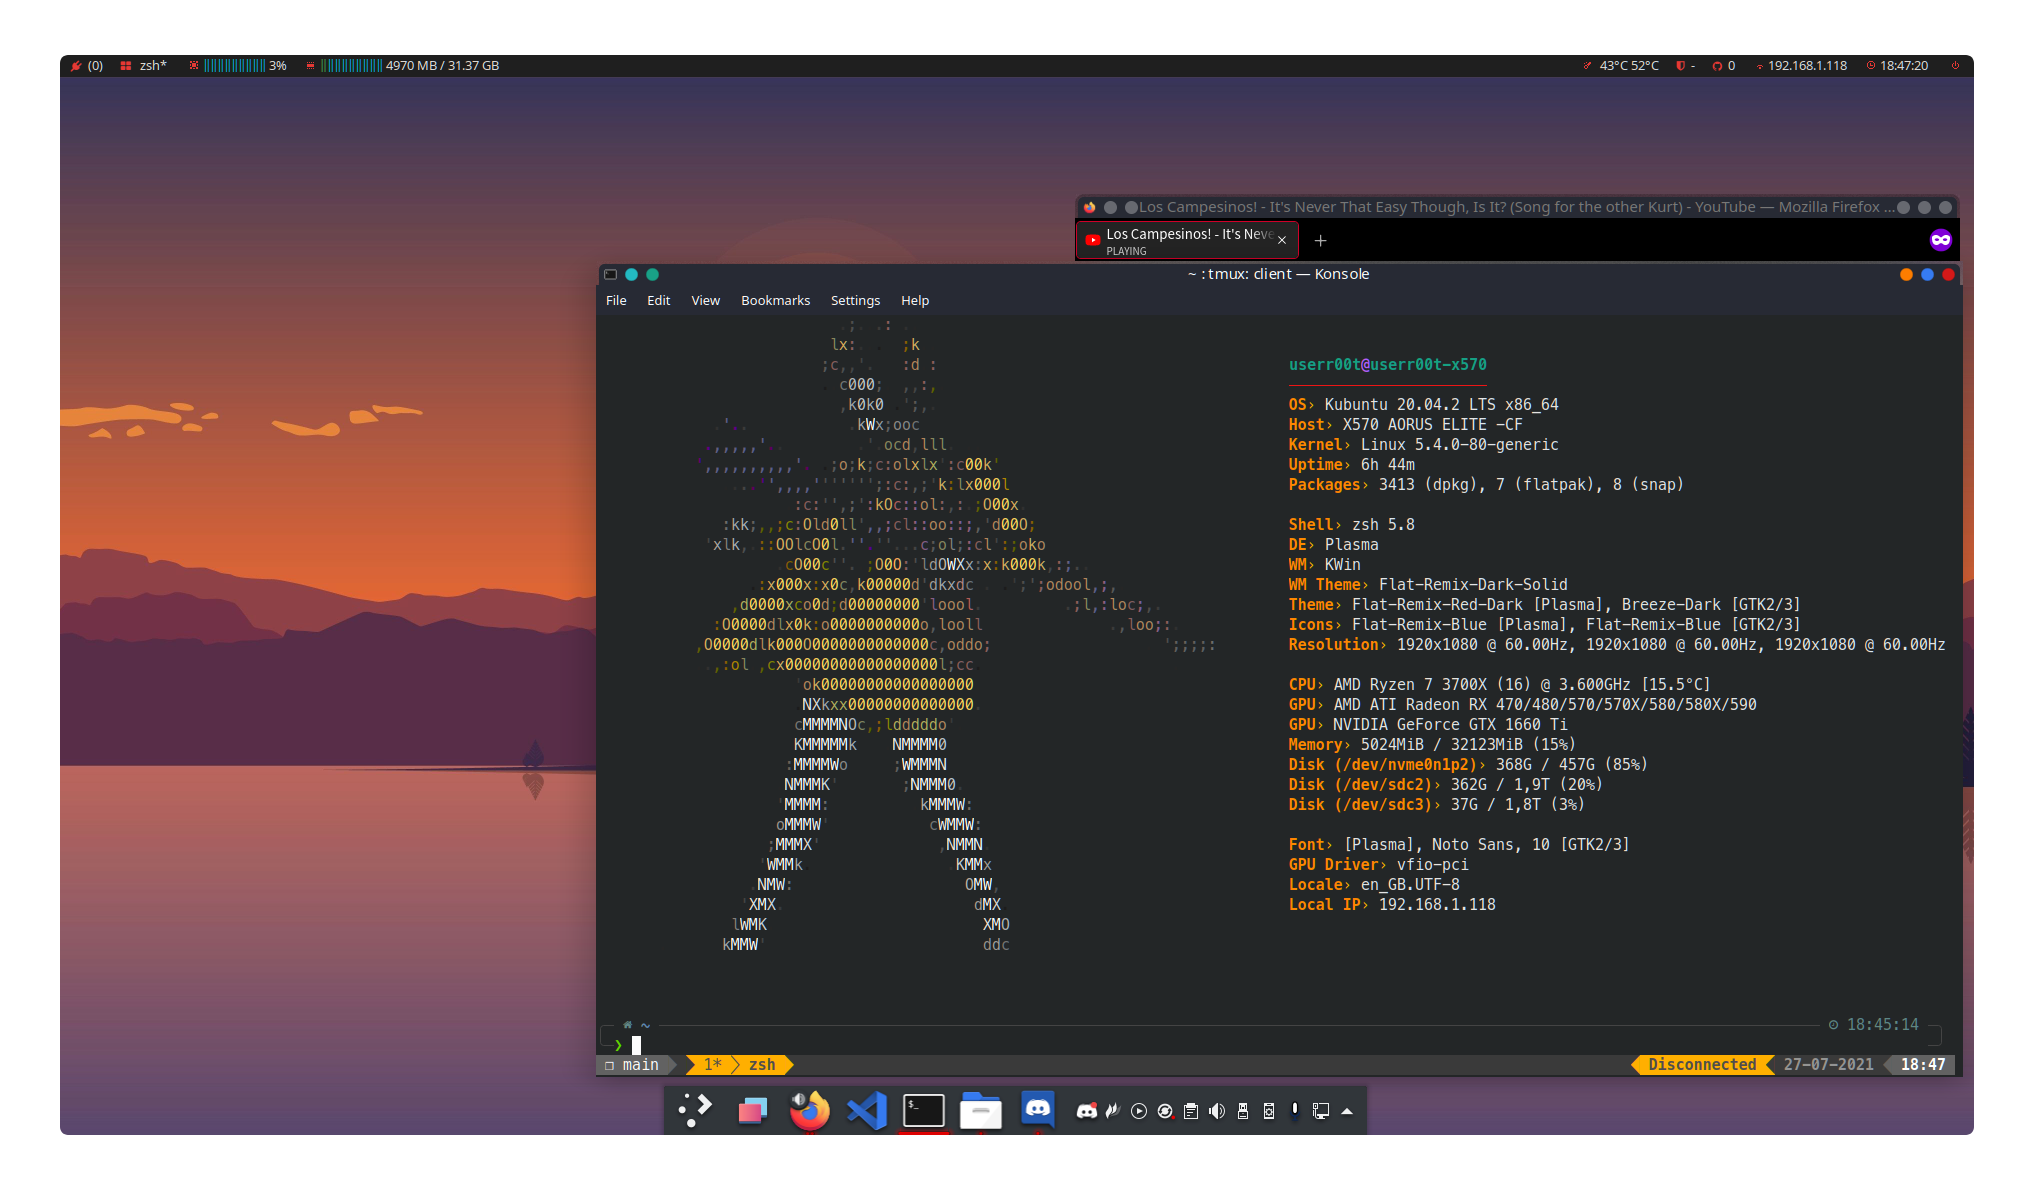 (0) zsh* 3% 4970 MB / 31.37 GB 43°C 52°C - 0 192.168.1.118 18:47:20
Los Campesinos! - It's Never That Easy Though, Is It? (Song for the other Kurt) - YouTube — Mozilla Firefox ...
Los Campesinos! - It's Neve
PLAYING
~ : tmux: client — Konsole
File Edit View Bookmarks Settings Help
userr00t@userr00t-x570
OS› Kubuntu 20.04.2 LTS x86_64
Host› X570 AORUS ELITE -CF
Kernel› Linux 5.4.0-80-generic
Uptime› 6h 44m
Packages› 3413 (dpkg), 7 (flatpak), 8 (snap)
Shell› zsh 5.8
DE› Plasma
WM› KWin
WM Theme› Flat-Remix-Dark-Solid
Theme› Flat-Remix-Red-Dark [Plasma], Breeze-Dark [GTK2/3]
Icons› Flat-Remix-Blue [Plasma], Flat-Remix-Blue [GTK2/3]
Resolution› 1920x1080 @ 60.00Hz, 1920x1080 @ 60.00Hz, 1920x1080 @ 60.00Hz
CPU› AMD Ryzen 7 3700X (16) @ 3.600GHz [15.5°C]
GPU› AMD ATI Radeon RX 470/480/570/570X/580/580X/590
GPU› NVIDIA GeForce GTX 1660 Ti
Memory› 5024MiB / 32123MiB (15%)
Disk (/dev/nvme0n1p2)› 368G / 457G (85%)
Disk (/dev/sdc2)› 362G / 1,9T (20%)
Disk (/dev/sdc3)› 37G / 1,8T (3%)
Font› [Plasma], Noto Sans, 10 [GTK2/3]
GPU Driver› vfio-pci
Locale› en_GB.UTF-8
Local IP› 192.168.1.118
~ 18:45:14
❯
main 1* zsh Disconnected 27-07-2021 18:47
$_